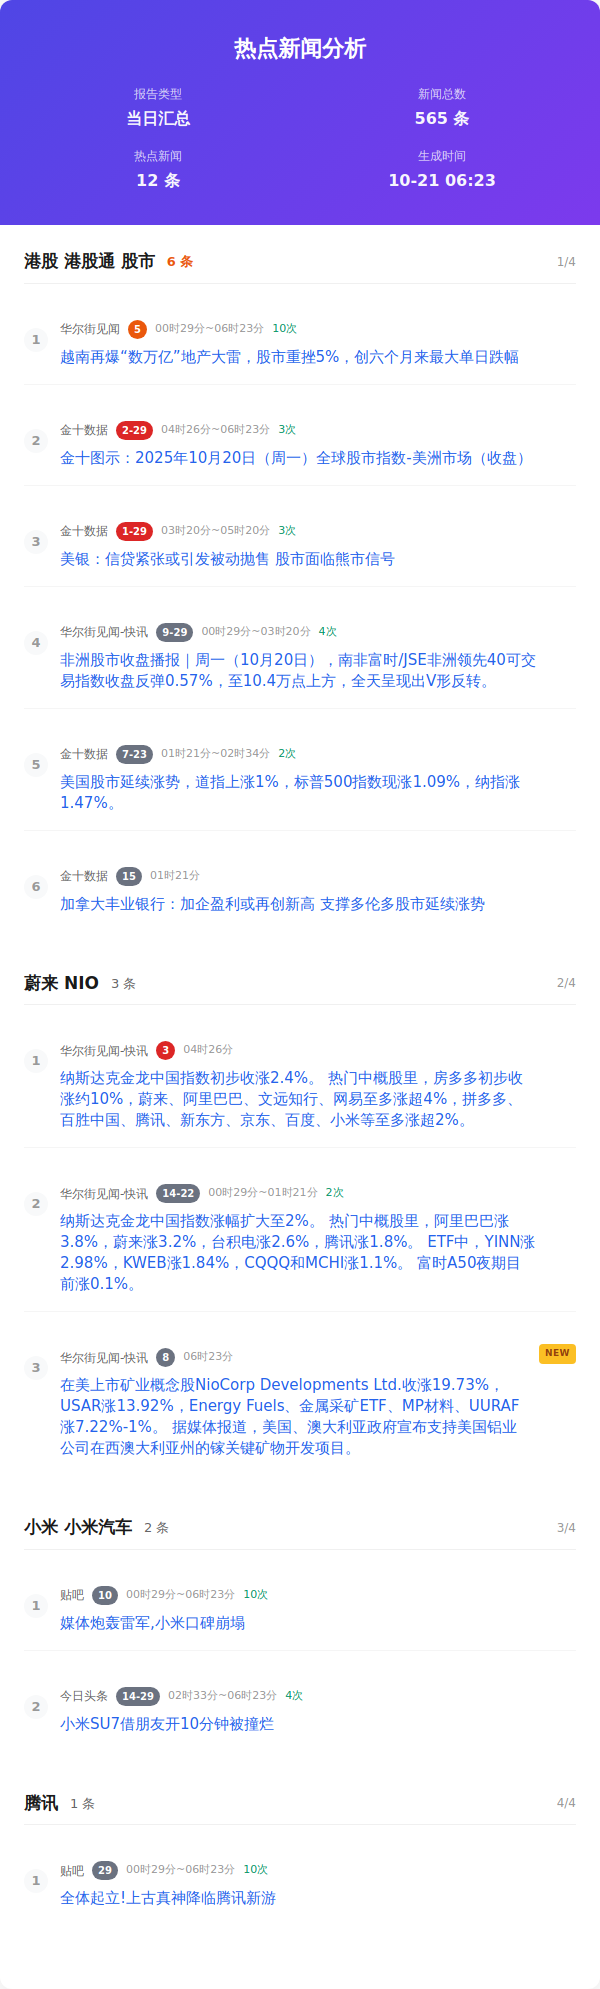 热点新闻分析
报告类型
新闻总数
当日汇总
565 条
热点新闻
生成时间
12 条
10-21 06:23
港股 港股通 股市 6 条 1/4
1
华尔街见闻 5 00时29分~06时23分 10次
越南再爆“数万亿”地产大雷，股市重挫5%，创六个月来最大单日跌幅
2
金十数据 2-29 04时26分~06时23分 3次
金十图示：2025年10月20日（周一）全球股市指数-美洲市场（收盘）
3
金十数据 1-29 03时20分~05时20分 3次
美银：信贷紧张或引发被动抛售 股市面临熊市信号
4
华尔街见闻-快讯 9-29 00时29分~03时20分 4次
非洲股市收盘播报｜周一（10月20日），南非富时/JSE非洲领先40可交
易指数收盘反弹0.57%，至10.4万点上方，全天呈现出V形反转。
5
金十数据 7-23 01时21分~02时34分 2次
美国股市延续涨势，道指上涨1%，标普500指数现涨1.09%，纳指涨
1.47%。
6
金十数据 15 01时21分
加拿大丰业银行：加企盈利或再创新高 支撑多伦多股市延续涨势
蔚来 NIO 3 条 2/4
1
华尔街见闻-快讯 3 04时26分
纳斯达克金龙中国指数初步收涨2.4%。 热门中概股里，房多多初步收
涨约10%，蔚来、阿里巴巴、文远知行、网易至多涨超4%，拼多多、
百胜中国、腾讯、新东方、京东、百度、小米等至多涨超2%。
2
华尔街见闻-快讯 14-22 00时29分~01时21分 2次
纳斯达克金龙中国指数涨幅扩大至2%。 热门中概股里，阿里巴巴涨
3.8%，蔚来涨3.2%，台积电涨2.6%，腾讯涨1.8%。 ETF中，YINN涨
2.98%，KWEB涨1.84%，CQQQ和MCHI涨1.1%。 富时A50夜期目
前涨0.1%。
3
华尔街见闻-快讯 8 06时23分 NEW
在美上市矿业概念股NioCorp Developments Ltd.收涨19.73%，
USAR涨13.92%，Energy Fuels、金属采矿ETF、MP材料、UURAF
涨7.22%-1%。 据媒体报道，美国、澳大利亚政府宣布支持美国铝业
公司在西澳大利亚州的镓关键矿物开发项目。
小米 小米汽车 2 条 3/4
1
贴吧 10 00时29分~06时23分 10次
媒体炮轰雷军,小米口碑崩塌
2
今日头条 14-29 02时33分~06时23分 4次
小米SU7借朋友开10分钟被撞烂
腾讯 1 条 4/4
1
贴吧 29 00时29分~06时23分 10次
全体起立!上古真神降临腾讯新游